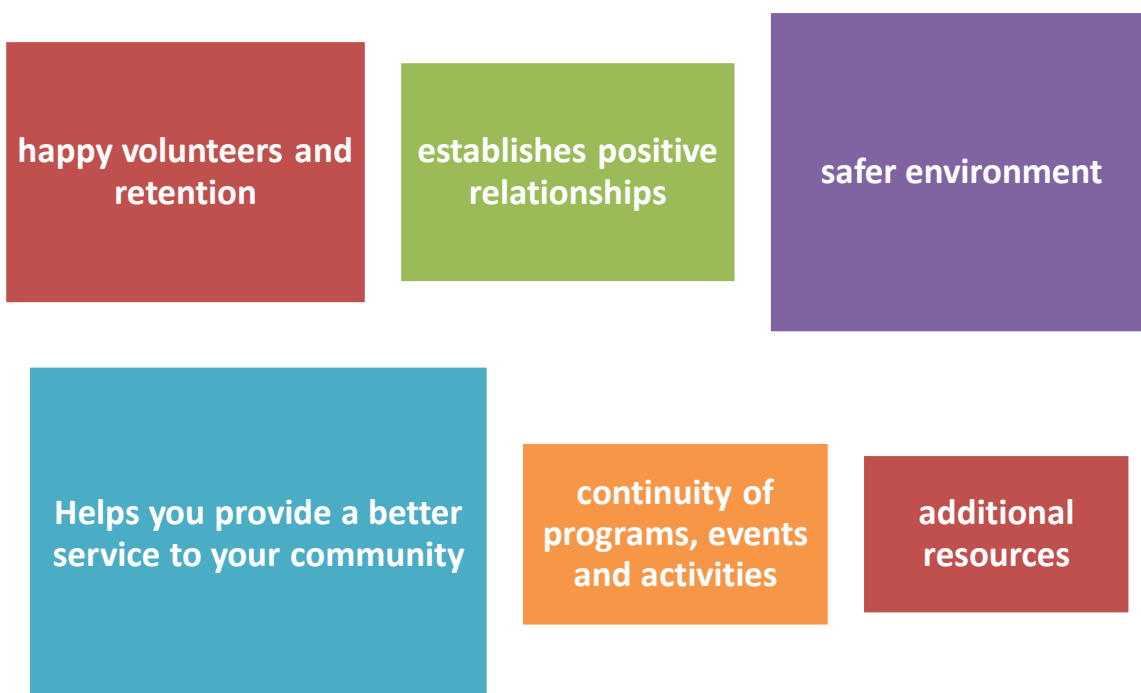 happy volunteers and
retention
establishes positive
relationships
safer environment
Helps you provide a better
service to your community
continuity of
programs, events
and activities
additional
resources